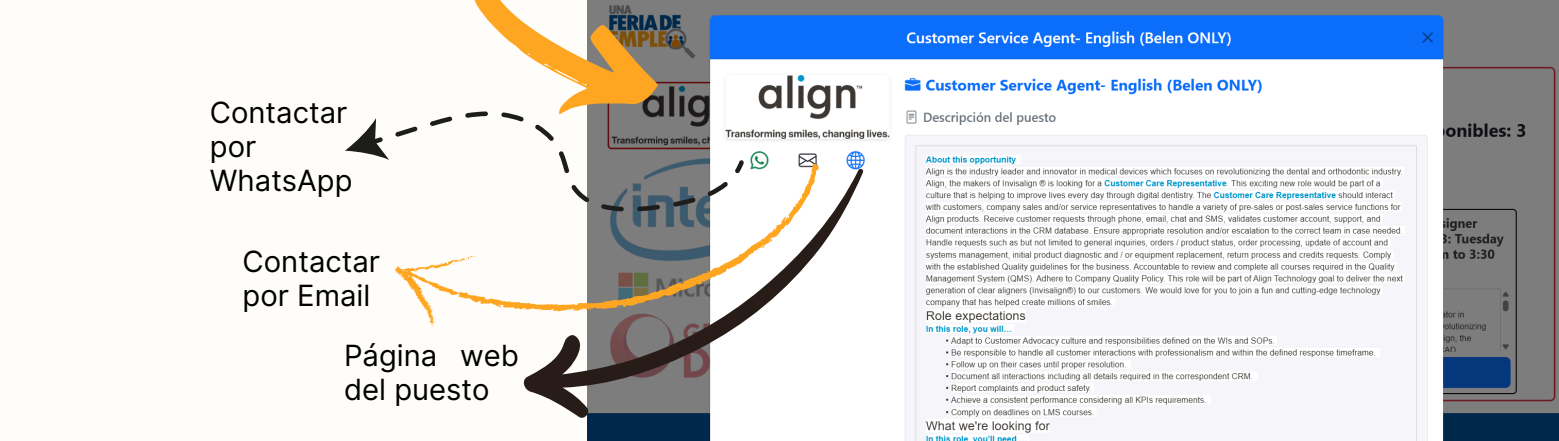 UNA
FERIA DE
EMPLEO
Customer Service Agent- English (Belen ONLY)
Contactar
por
WhatsApp
Contactar
por Email
Página web
del puesto
alig
Transforming smiles, ch
inte
Micro
align™
Transforming smiles, changing lives.
Customer Service Agent- English (Belen ONLY)
Descripción del puesto
About this opportunity
Align is the industry leader and innovator in medical devices which focuses on revolutionizing the dental and orthodontic industry.
Align, the makers of Invisalign ® is looking for a Customer Care Representative. This exciting new role would be part of a
culture that is helping to improve lives every day through digital dentistry. The Customer Care Representative should interact
with customers, company sales and/or service representatives to handle a variety of pre-sales or post-sales service functions for
Align products. Receive customer requests through phone, email, chat and SMS, validates customer account, support, and
document interactions in the CRM database. Ensure appropriate resolution and/or escalation to the correct team in case needed.
Handle requests such as but not limited to general inquiries, orders / product status, order processing, update of account and
systems management, initial product diagnostic and / or equipment replacement, return process and credits requests. Comply
with the established Quality guidelines for the business. Accountable to review and complete all courses required in the Quality
Management System (QMS). Adhere to Company Quality Policy. This role will be part of Align Technology goal to deliver the next
generation of clear aligners (Invisalign®) to our customers. We would love for you to join a fun and cutting-edge technology
company that has helped create millions of smiles.
Role expectations
In this role, you will…
• Adapt to Customer Advocacy culture and responsibilities defined on the WIs and SOPs.
• Be responsible to handle all customer interactions with professionalism and within the defined response timeframe.
• Follow up on their cases until proper resolution.
• Document all interactions including all details required in the correspondent CRM.
• Report complaints and product safety.
• Achieve a consistent performance considering all KPIs requirements.
• Comply on deadlines on LMS courses.
What we're looking for
In this role, you'll need
ponibles: 3
signer
3: Tuesday
to 3:30
ator in
volutionizing
ign, the